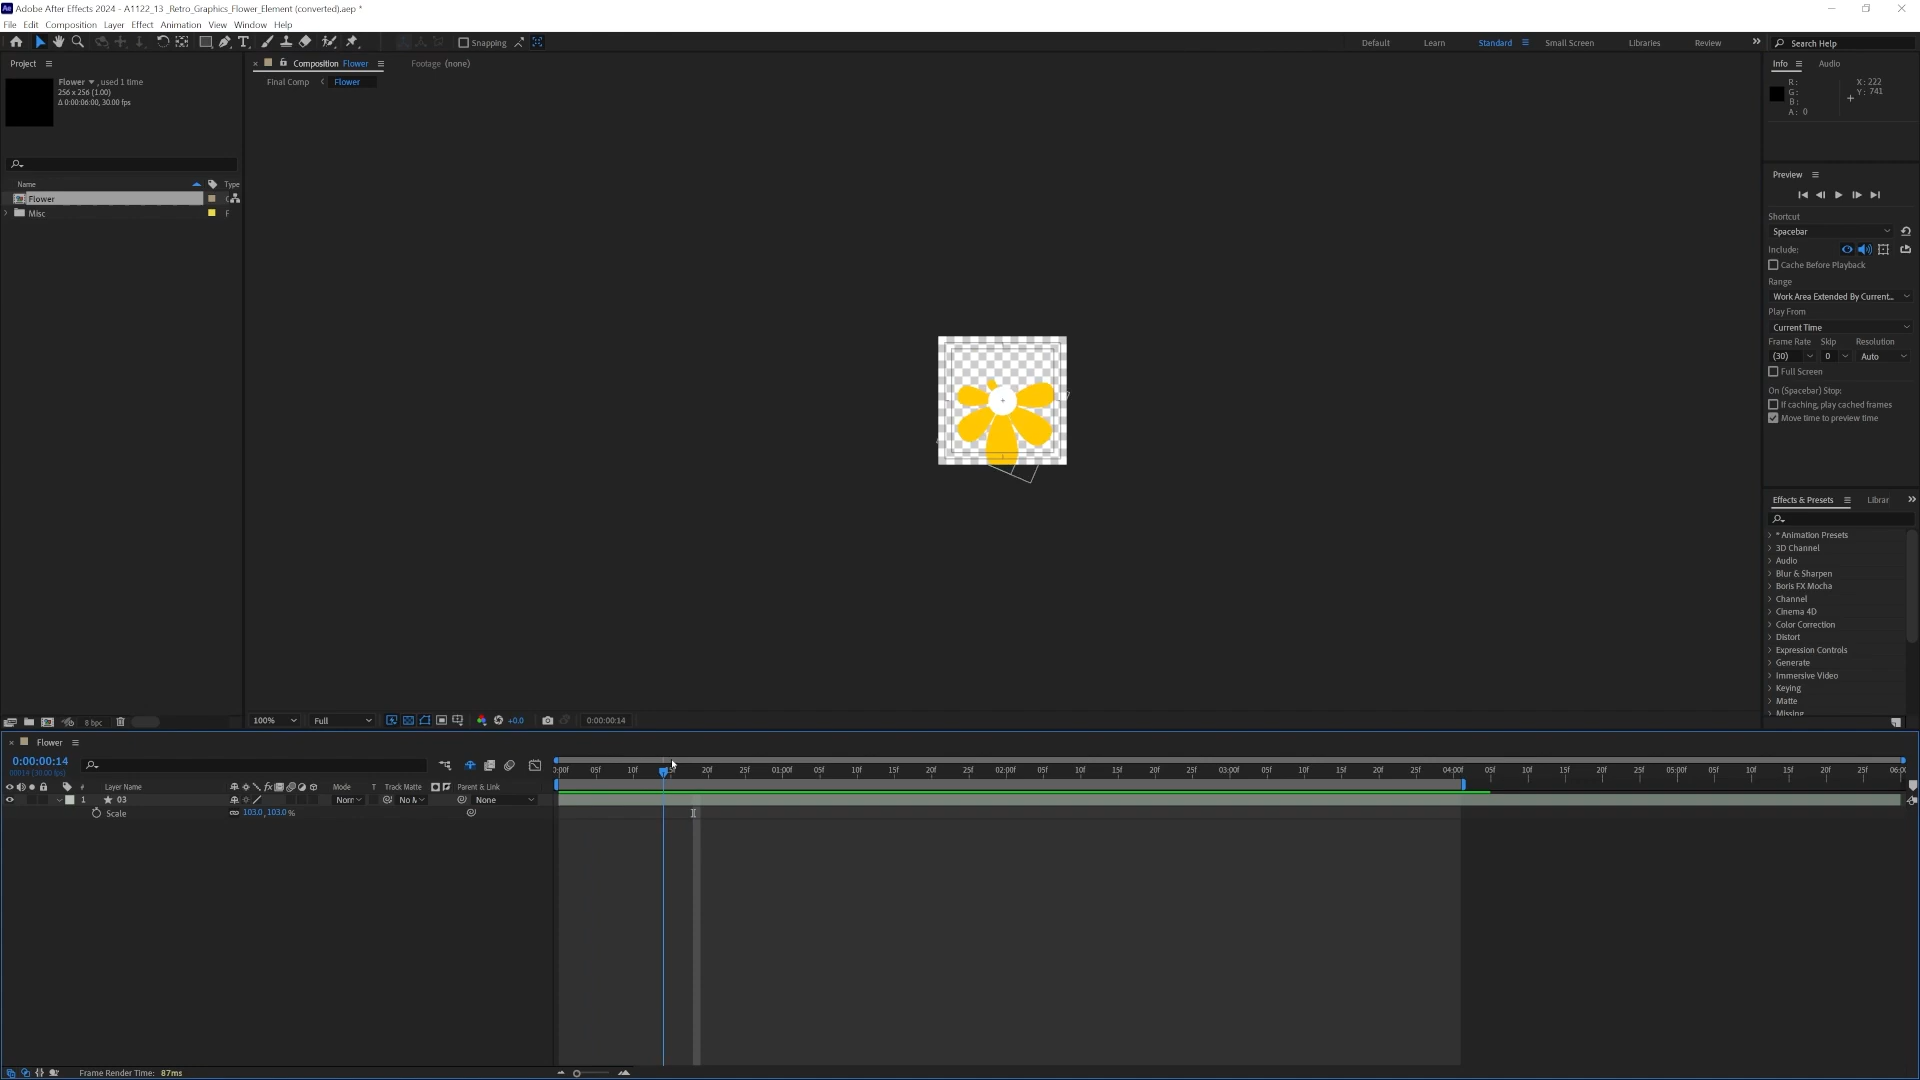 Adobe After Effects 2024 - A1122_13 _Retro_Graphics_Flower_Element (converted).aep *
File Edit Composition Layer Effect Animation View Window Help
Snapping
Default Learn Standard Small Screen Libraries Review Search Help
Project
Composition Flower Footage (none)
Info Audio
Flower , used 1 time
256 x 256 (1.00)
Δ 0:00:06:00, 30.00 fps
Final Comp Flower
R:
G:
B:
A: 0
X: 222
Y: 741
Name Type
Flower
Misc F
Preview
Shortcut
Spacebar
Include:
Cache Before Playback
Range
Work Area Extended By Current...
Play From
Current Time
Frame Rate Skip Resolution
(30) 0 Auto
Full Screen
On (Spacebar) Stop:
If caching, play cached frames
Move time to preview time
Effects & Presets Librar
* Animation Presets
3D Channel
Audio
Blur & Sharpen
Boris FX Mocha
Channel
Cinema 4D
Color Correction
Distort
Expression Controls
Generate
Immersive Video
Keying
Matte
Missing
8 bpc
100% Full +0.0 0:00:00:14
Flower
0:00:00:14
00014 (30.00 fps)
0:00f 05f 10f 15f 20f 25f 01:00f 05f 10f 15f 20f 25f 02:00f 05f 10f 15f 20f 25f 03:00f 05f 10f 15f 20f 25f 04:00f 05f 10f 15f 20f 25f 05:00f 05f 10f 15f 20f 25f 06:0
# Layer Name Mode T Track Matte Parent & Link
1 03 Norr No M None
Scale 103.0, 103.0 %
Frame Render Time: 87ms